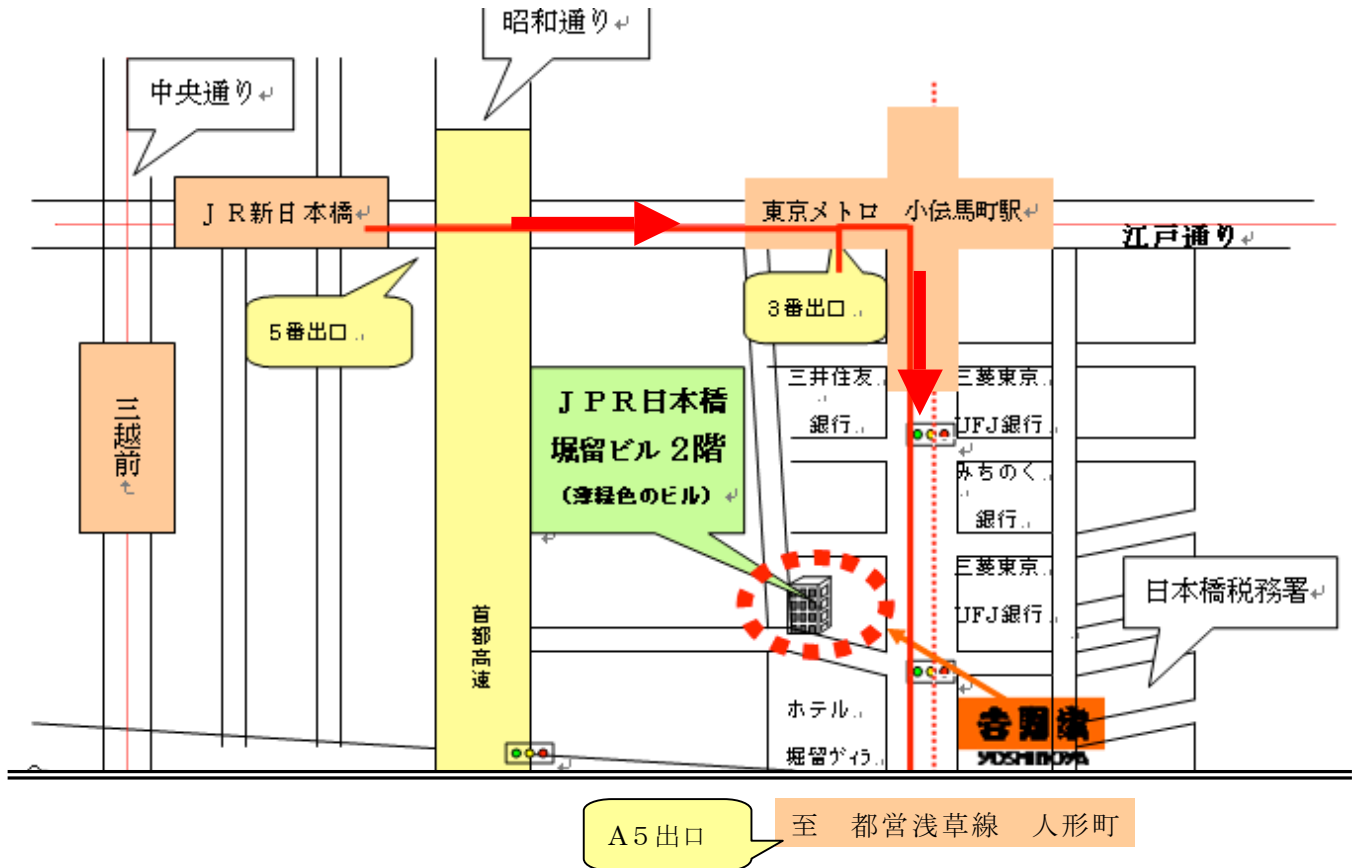 昭和通り
中央通り
JR新日本橋
東京メトロ 小伝馬町駅
江戸通り
5番出口
3番出口
三越前
JPR日本橋
堀留ビル 2階
(薄緑色のビル)
三井住友
銀行
三菱東京
UFJ銀行
みちのく
銀行
三菱東京
UFJ銀行
日本橋税務署
首都高速
ホテル
堀留ヴィラ
吉野家
YOSHINOYA
A5出口
至 都営浅草線 人形町